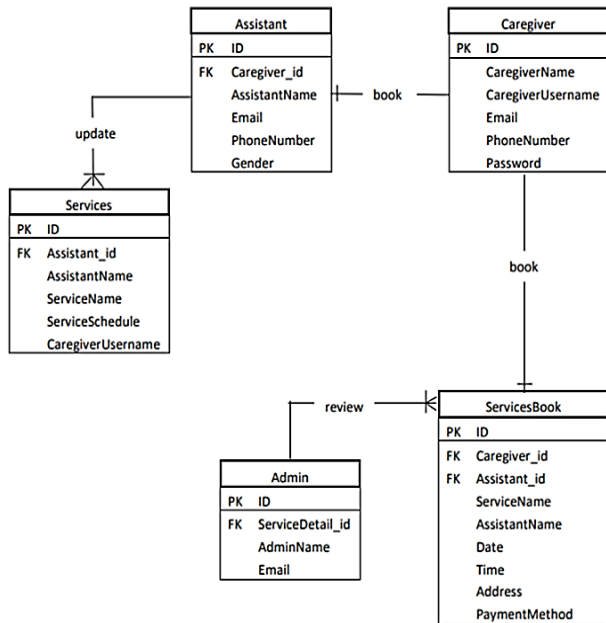 Assistant
PK ID
FK Caregiver_id
AssistantName
Email
PhoneNumber
Gender
book
Caregiver
PK ID
CaregiverName
CaregiverUsername
Email
PhoneNumber
Password
update
Services
PK ID
FK Assistant_id
AssistantName
ServiceName
ServiceSchedule
CaregiverUsername
book
review
ServicesBook
PK ID
FK Caregiver_id
FK Assistant_id
ServiceName
AssistantName
Date
Time
Address
PaymentMethod
Admin
PK ID
FK ServiceDetail_id
AdminName
Email